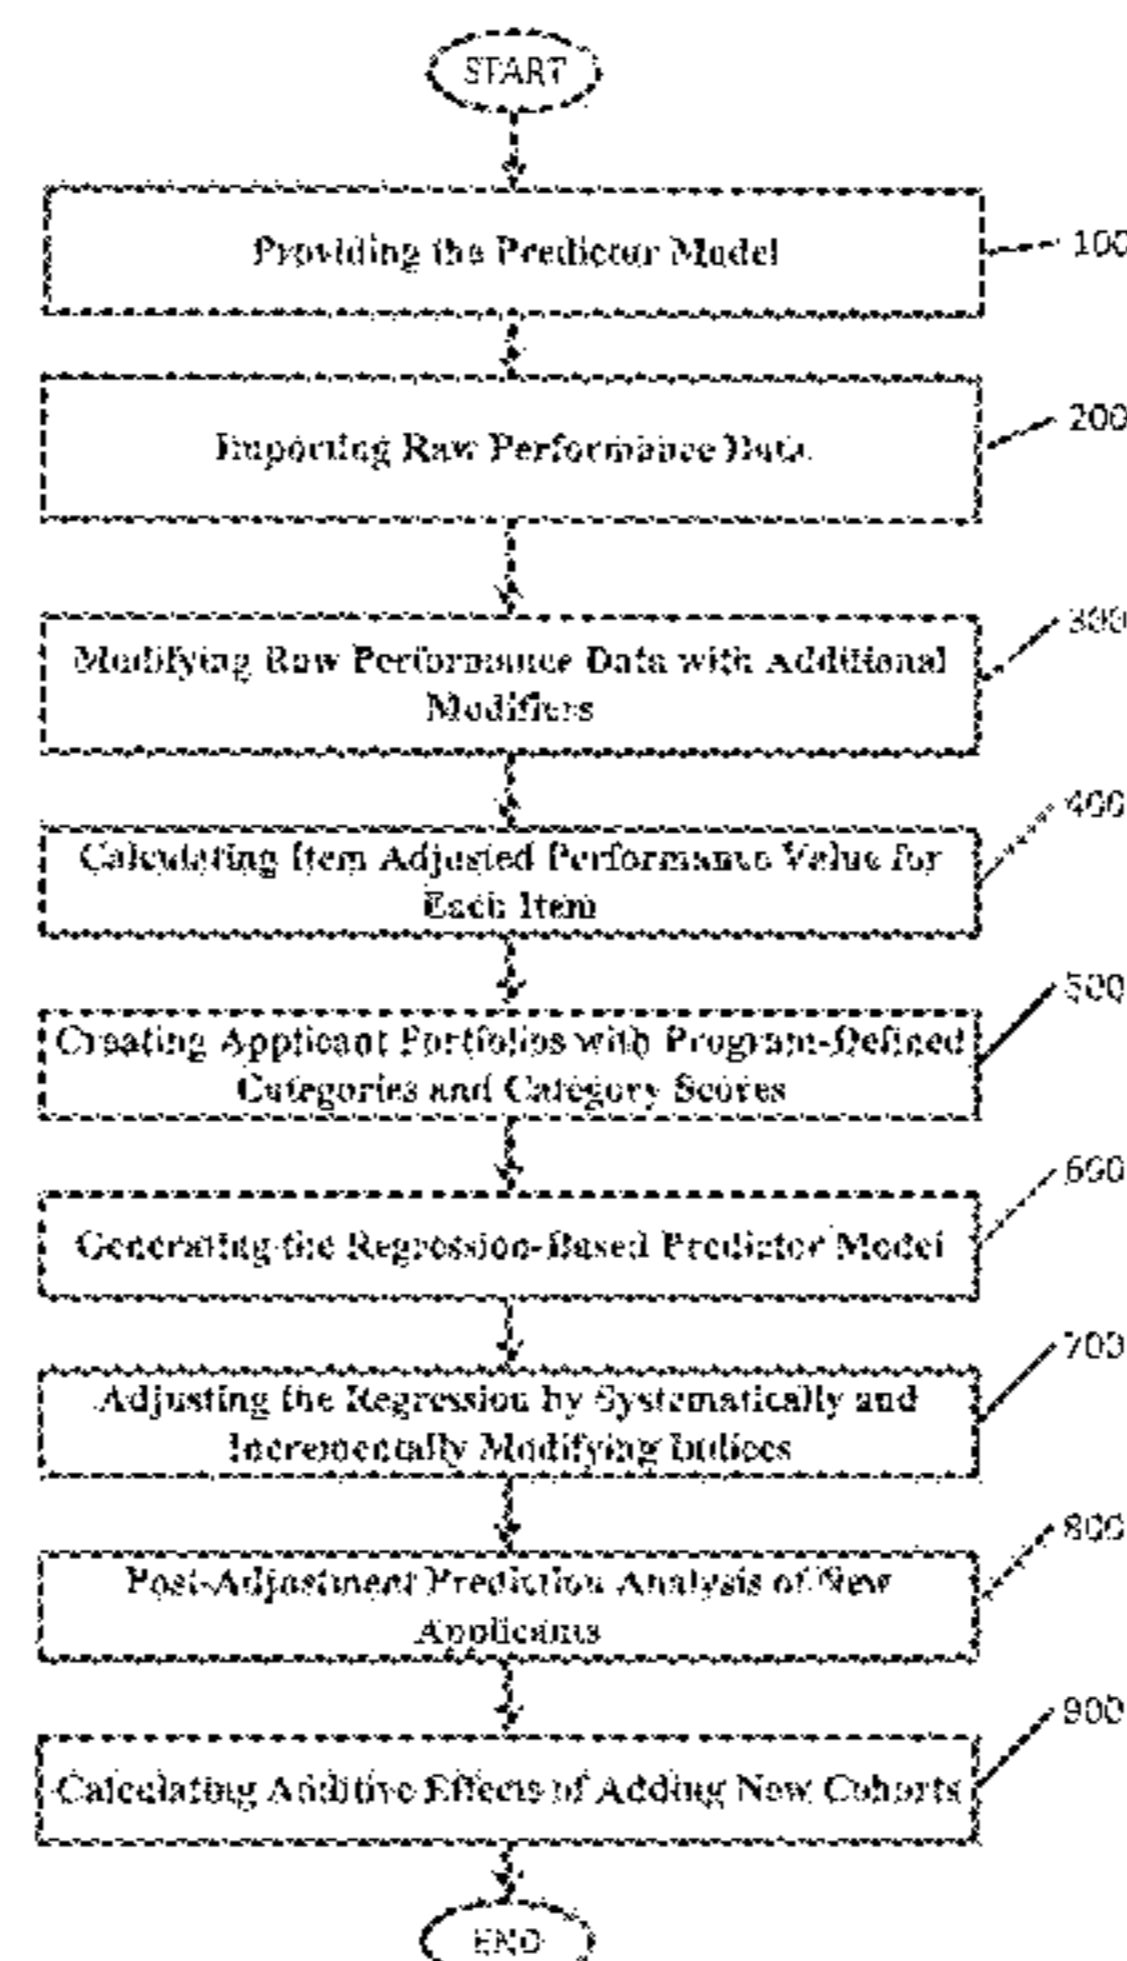 START
Providing the Predictor Model
100
Importing Raw Performance Data
200
Modifying Raw Performance Data with Additional
Modifiers
300
Calculating Item Adjusted Performance Value for
Each Item
400
Creating Applicant Portfolios with Program-Defined
Categories and Category Scores
500
Generating the Regression-Based Predictor Model
600
Adjusting the Regression by Systematically and
Incrementally Modifying Indices
700
Post-Adjustment Prediction Analysis of New
Applicants
800
Calculating Additive Effects of Adding New Cohorts
900
END